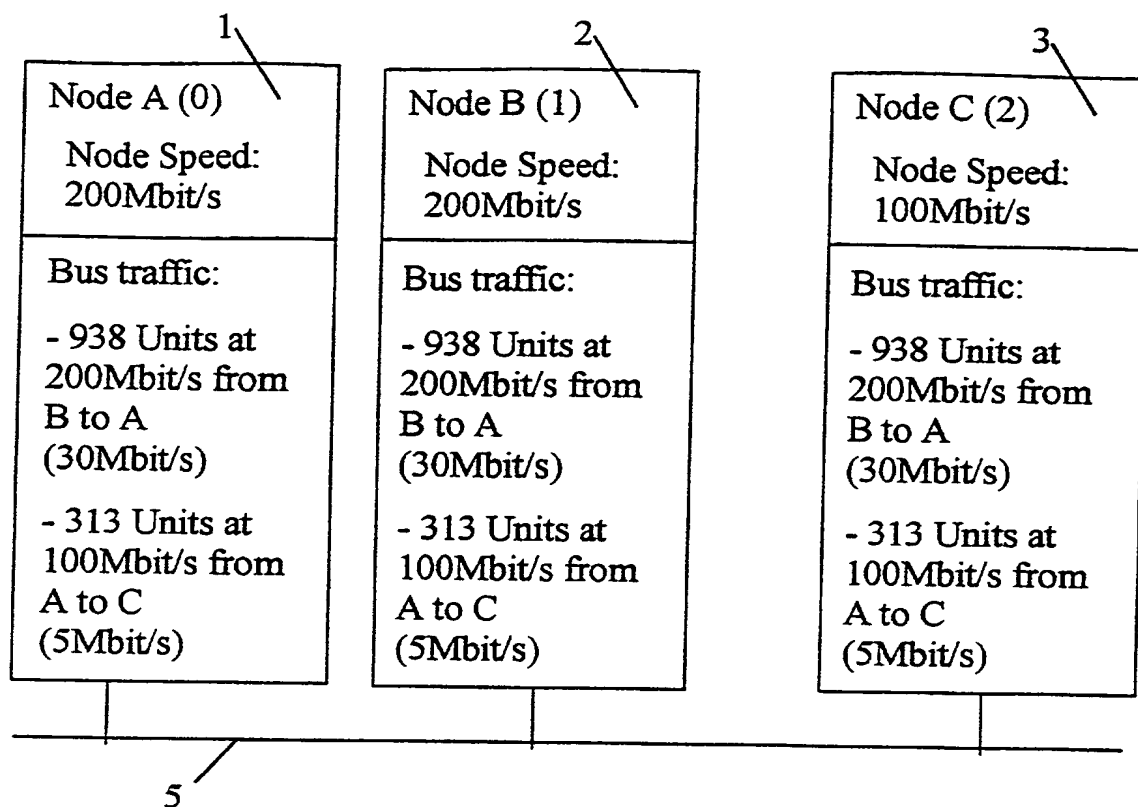 1
2
3
Node A (0)
Node Speed:
200Mbit/s
Bus traffic:
- 938 Units at
200Mbit/s from
B to A
(30Mbit/s)
- 313 Units at
100Mbit/s from
A to C
(5Mbit/s)
Node B (1)
Node Speed:
200Mbit/s
Bus traffic:
- 938 Units at
200Mbit/s from
B to A
(30Mbit/s)
- 313 Units at
100Mbit/s from
A to C
(5Mbit/s)
Node C (2)
Node Speed:
100Mbit/s
Bus traffic:
- 938 Units at
200Mbit/s from
B to A
(30Mbit/s)
- 313 Units at
100Mbit/s from
A to C
(5Mbit/s)
5